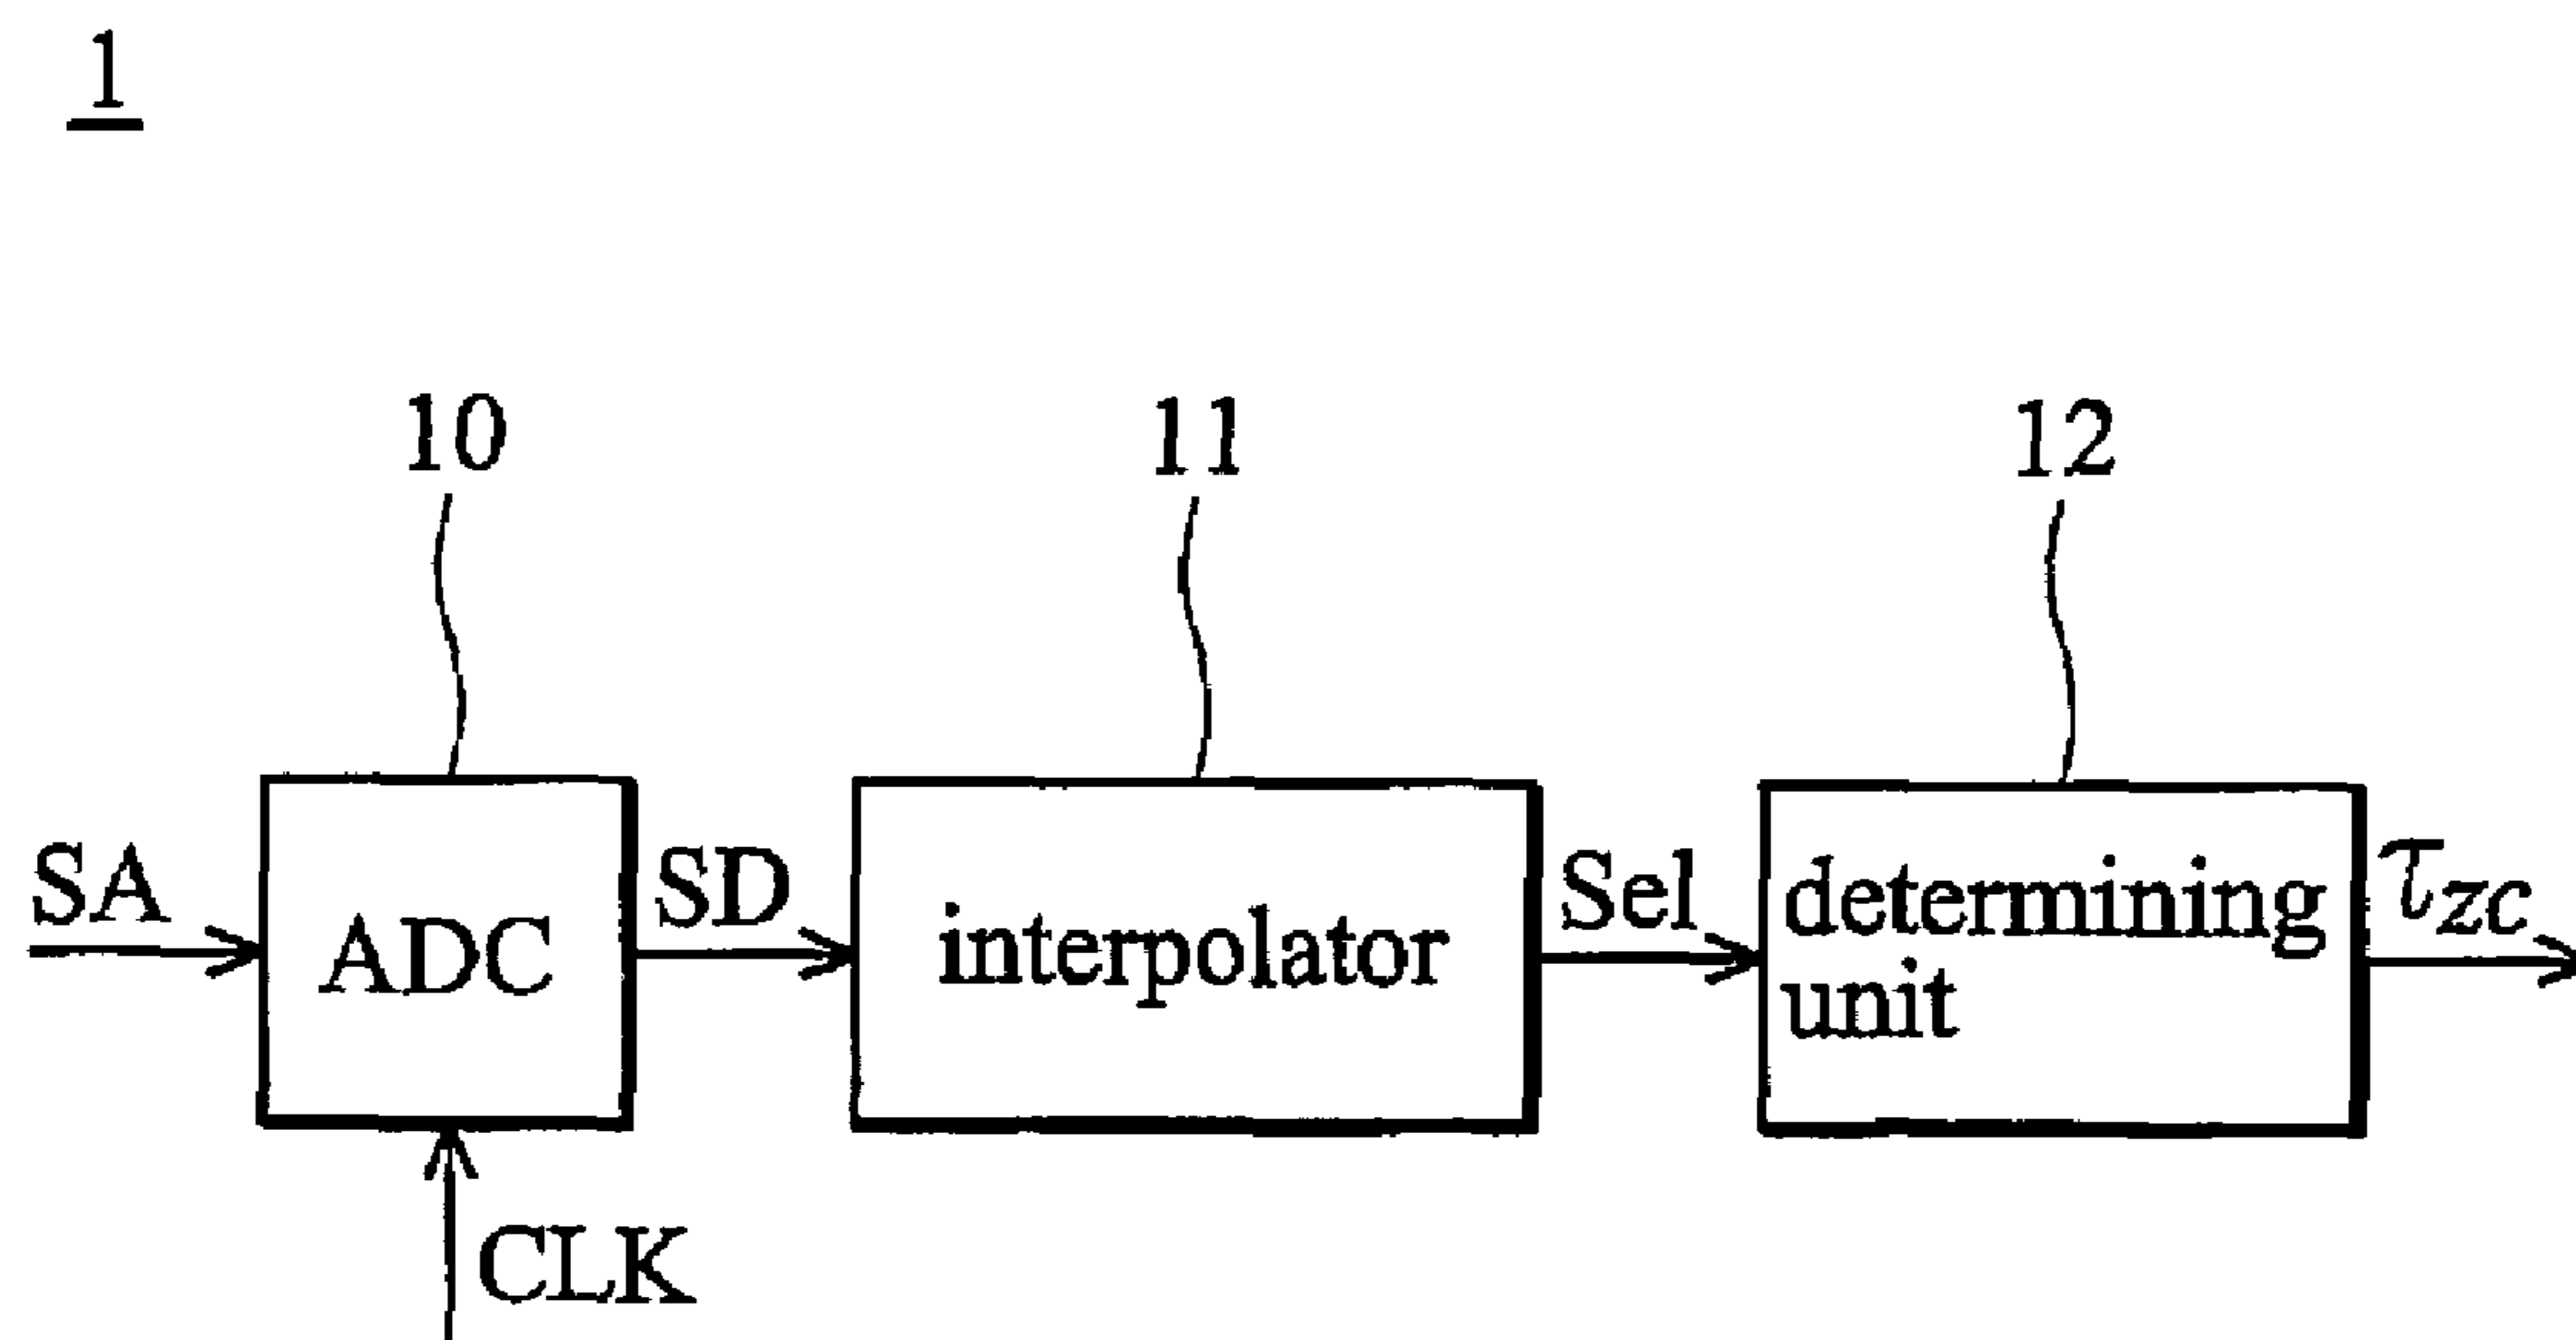 1
10
11
12
SA
ADC
SD
interpolator
Sel
determining
unit
τzc
CLK